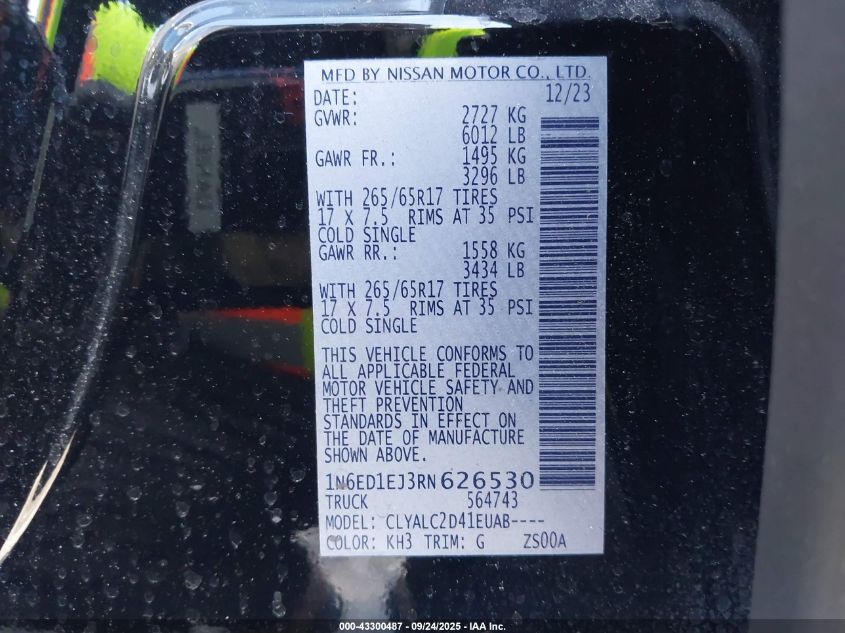 MFD BY NISSAN MOTOR CO., LTD.
DATE: 12/23
GVWR: 2727 KG
6012 LB
GAWR FR.: 1495 KG
3296 LB
WITH 265/65R17 TIRES
17 X 7.5 RIMS AT 35 PSI
COLD SINGLE
GAWR RR.: 1558 KG
3434 LB
WITH 265/65R17 TIRES
17 X 7.5 RIMS AT 35 PSI
COLD SINGLE
THIS VEHICLE CONFORMS TO
ALL APPLICABLE FEDERAL
MOTOR VEHICLE SAFETY AND
THEFT PREVENTION
STANDARDS IN EFFECT ON
THE DATE OF MANUFACTURE
SHOWN ABOVE.
1N6ED1EJ3RN626530
TRUCK 564743
MODEL: CLYALC2D41EUAB----
COLOR: KH3 TRIM: G ZS00A
000-43300487 - 09/24/2025 - IAA Inc.